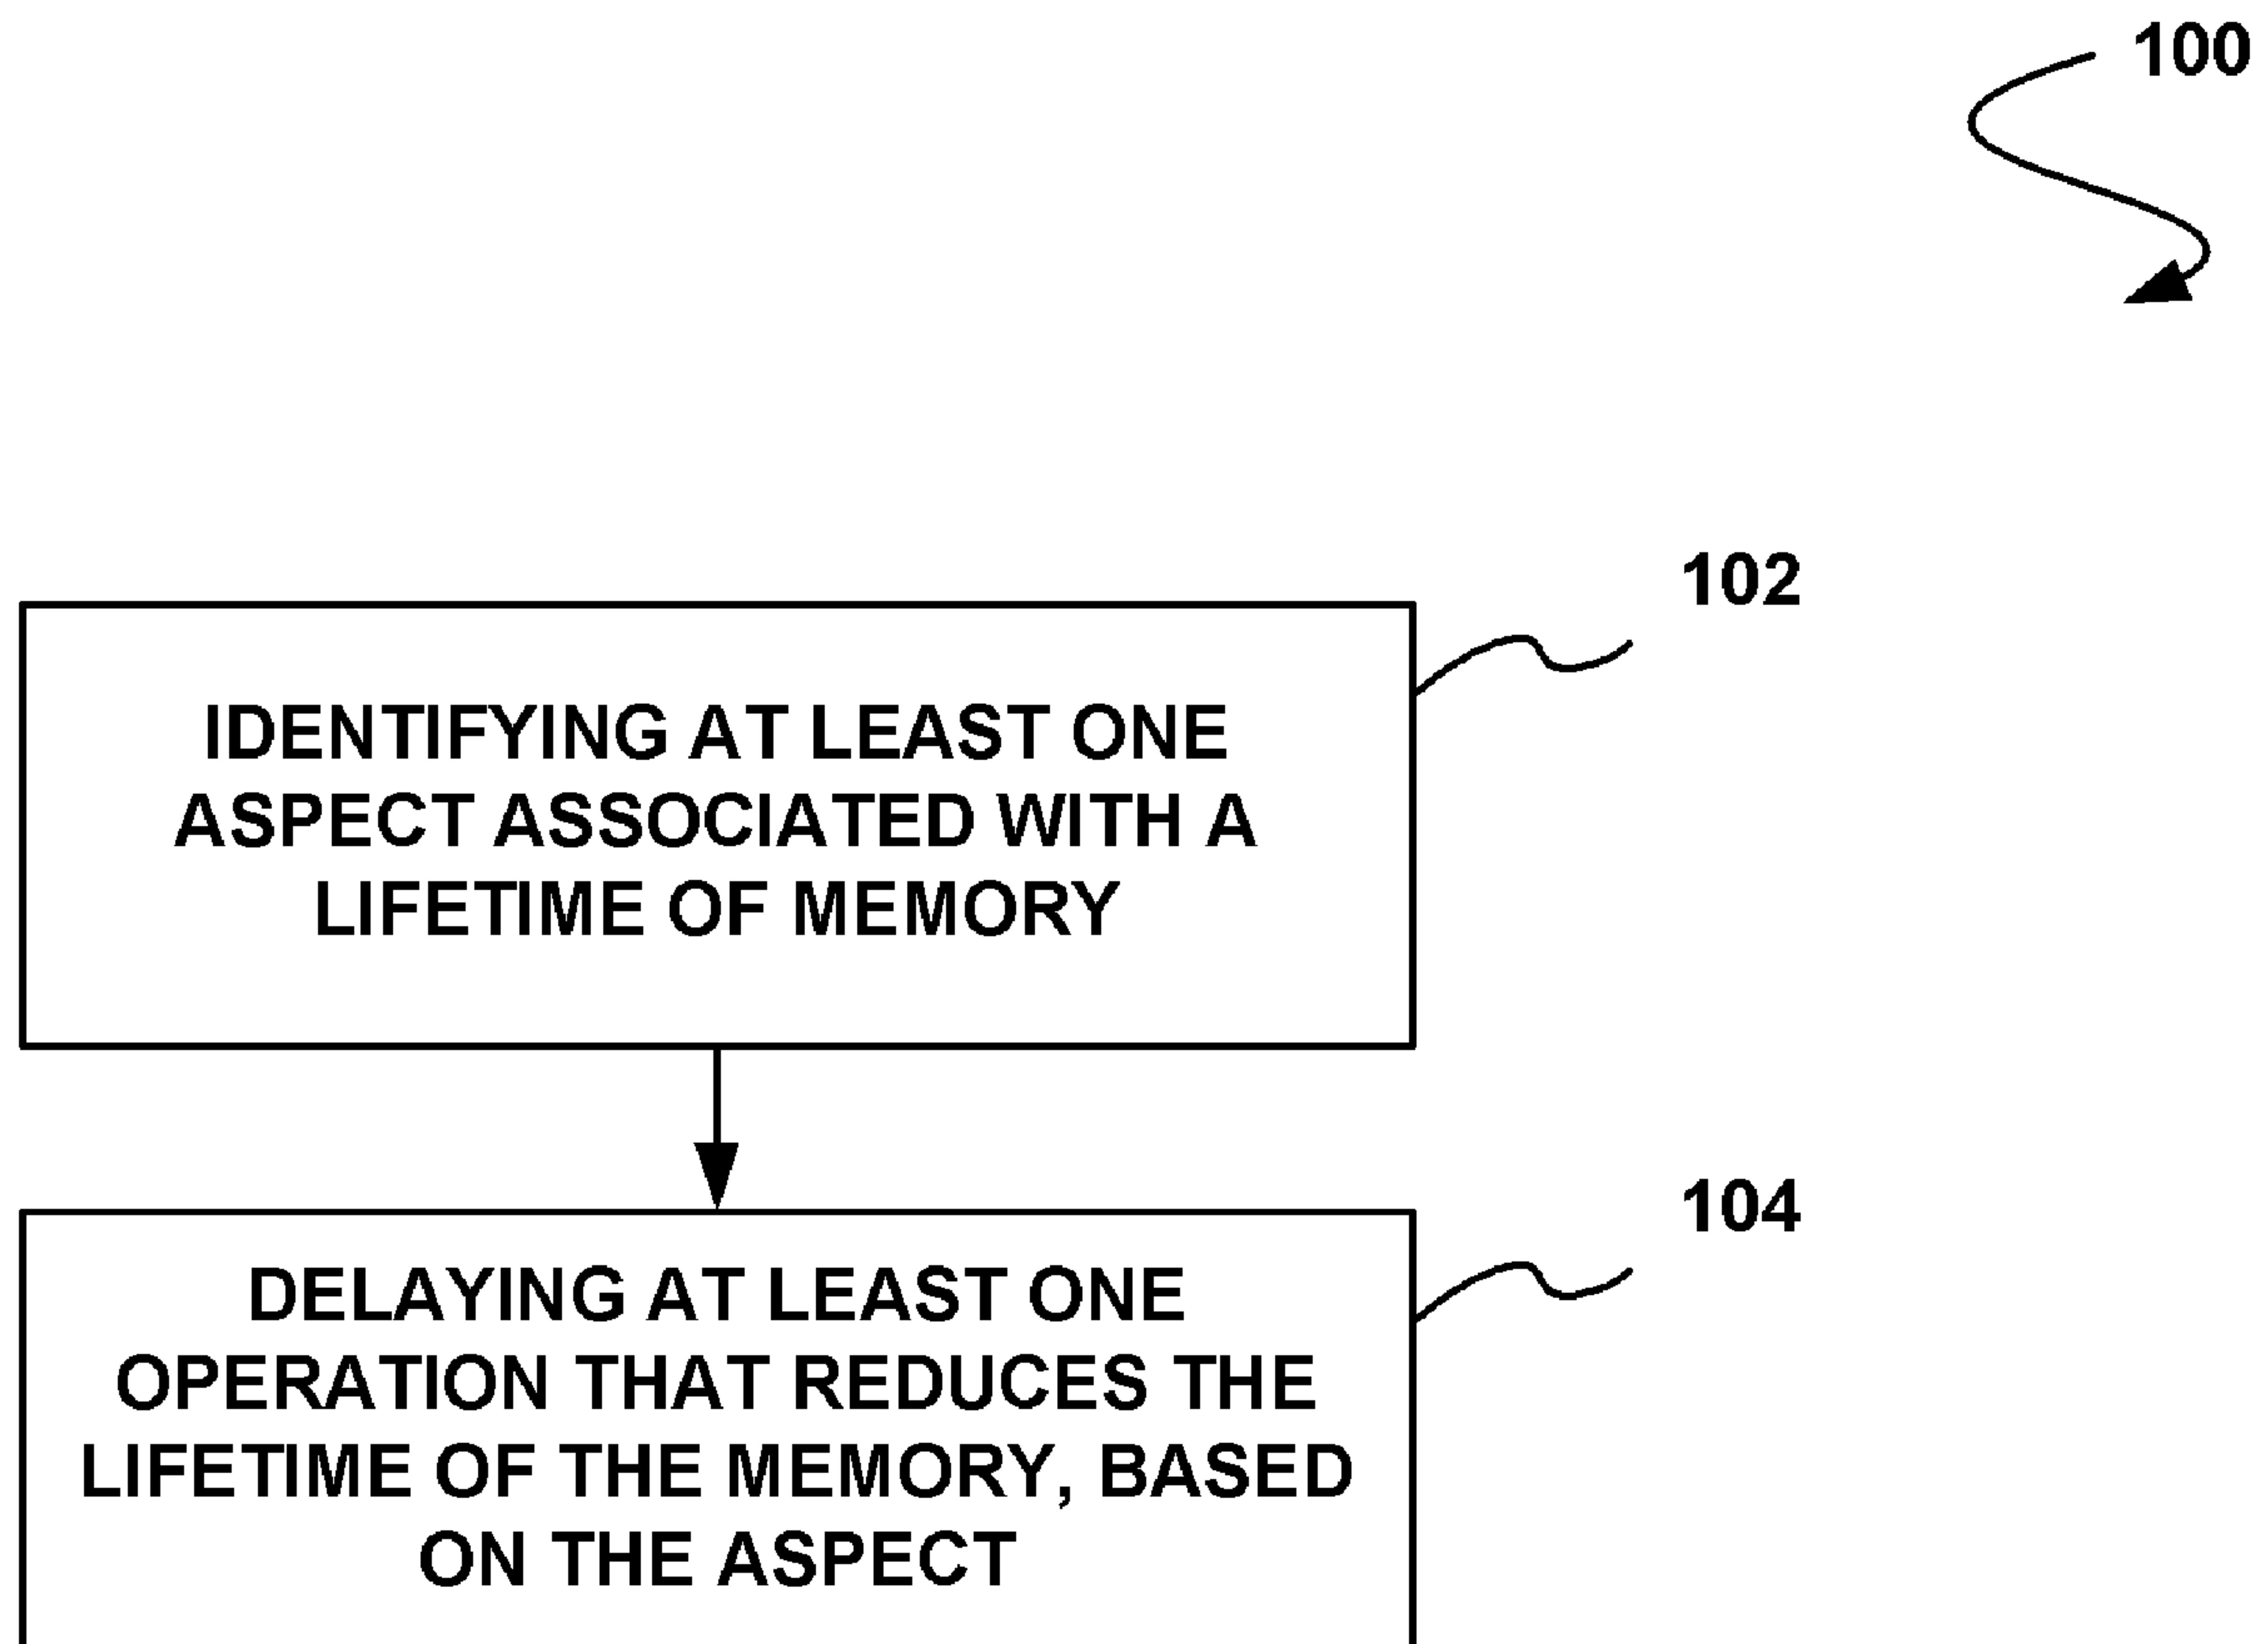 100
102
IDENTIFYING AT LEAST ONE
ASPECT ASSOCIATED WITH A
LIFETIME OF MEMORY
104
DELAYING AT LEAST ONE
OPERATION THAT REDUCES THE
LIFETIME OF THE MEMORY, BASED
ON THE ASPECT